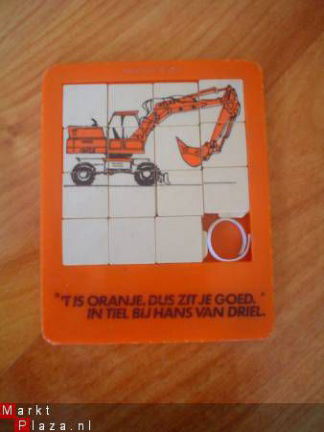 "'T IS ORANJE. DUS ZIT JE GOED."
IN TIEL BIJ HANS VAN DRIEL.
Markt
Plaza.nl